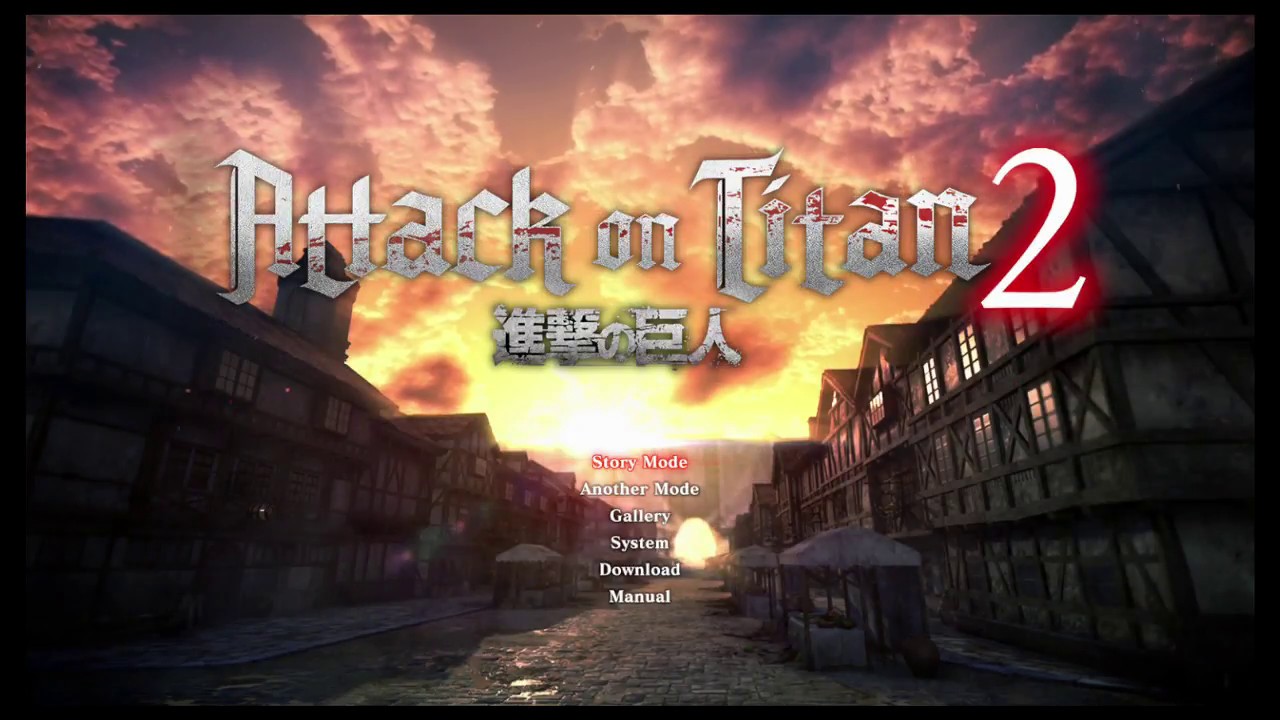 Attack on Titan 2
進撃の巨人
Story Mode
Another Mode
Gallery
System
Download
Manual